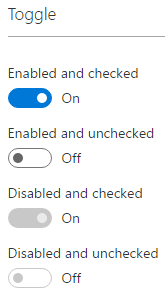 Toggle
Enabled and checked
On
Enabled and unchecked
Off
Disabled and checked
On
Disabled and unchecked
Off